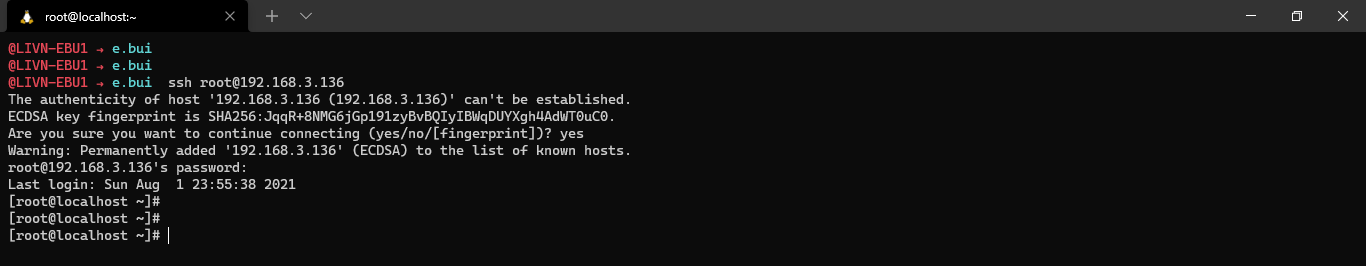 root@localhost:~
@LIVN-EBU1 → e.bui
@LIVN-EBU1 → e.bui
@LIVN-EBU1 → e.bui  ssh root@192.168.3.136
The authenticity of host '192.168.3.136 (192.168.3.136)' can't be established.
ECDSA key fingerprint is SHA256:JqqR+8NMG6jGp191zyBvBQIyIBWqDUYXgh4AdWT0uC0.
Are you sure you want to continue connecting (yes/no/[fingerprint])? yes
Warning: Permanently added '192.168.3.136' (ECDSA) to the list of known hosts.
root@192.168.3.136's password:
Last login: Sun Aug  1 23:55:38 2021
[root@localhost ~]#
[root@localhost ~]#
[root@localhost ~]#